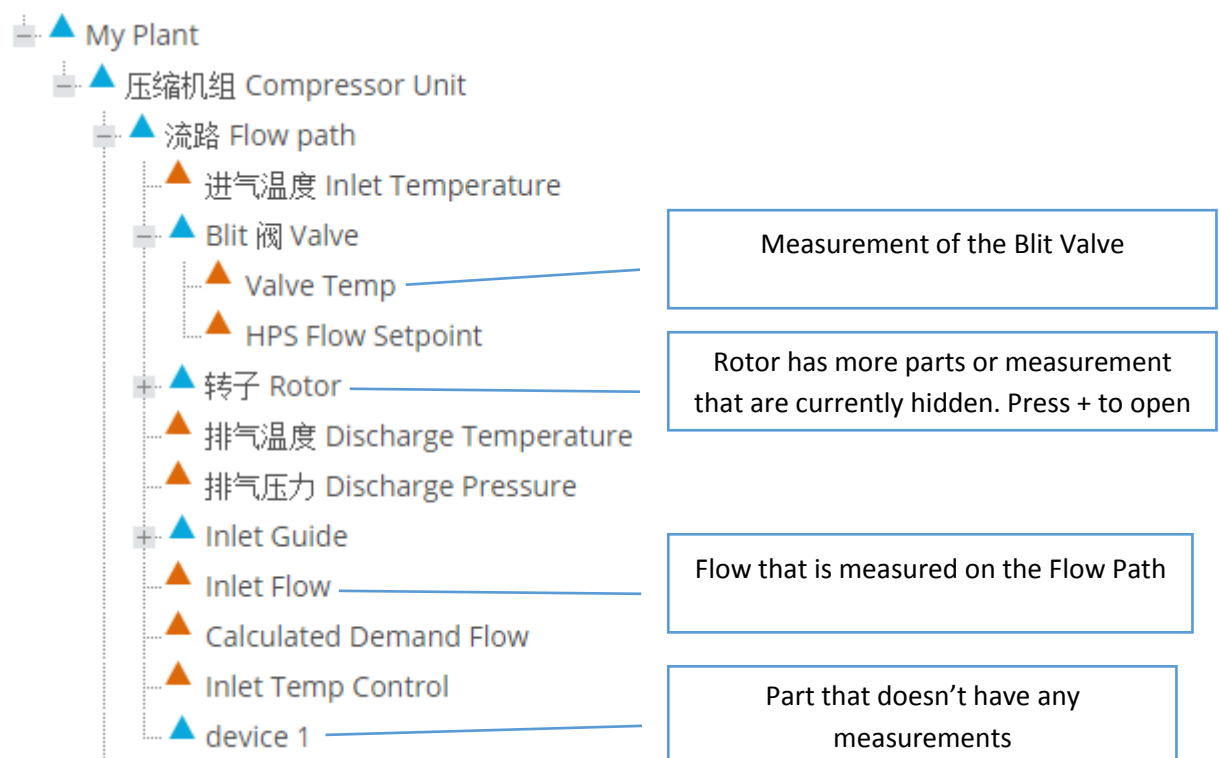 My Plant
压缩机组 Compressor Unit
流路 Flow path
进气温度 Inlet Temperature
Blit 阀 Valve
Measurement of the Blit Valve
Valve Temp
HPS Flow Setpoint
Rotor has more parts or measurement
that are currently hidden. Press + to open
转子 Rotor
排气温度 Discharge Temperature
排气压力 Discharge Pressure
Inlet Guide
Flow that is measured on the Flow Path
Inlet Flow
Calculated Demand Flow
Inlet Temp Control
Part that doesn’t have any
measurements
device 1